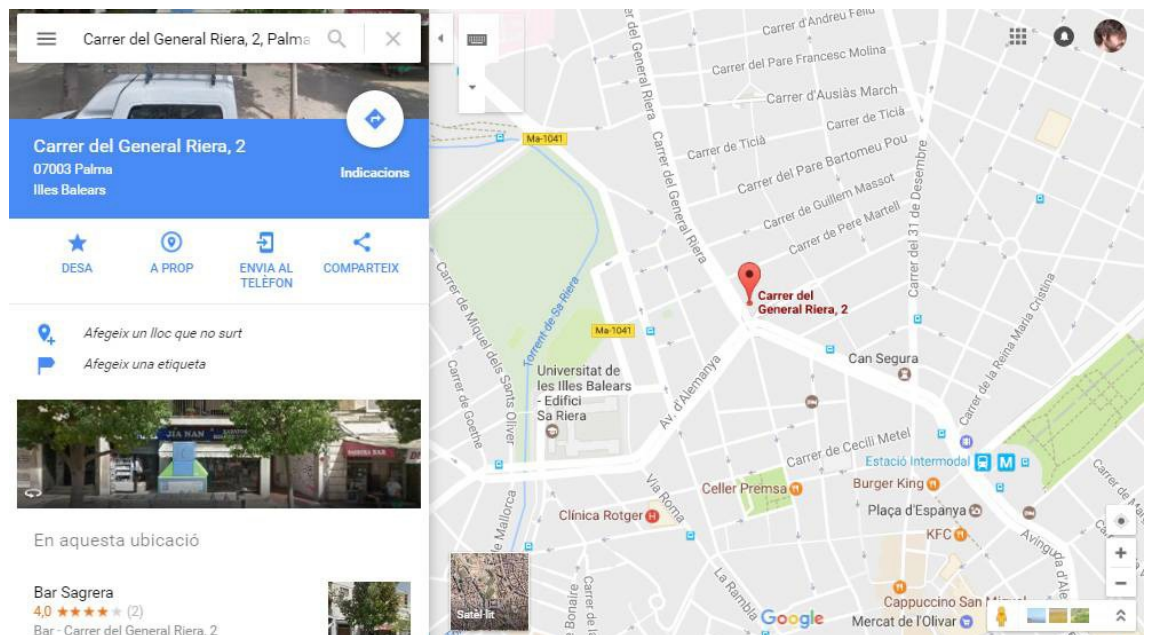 Carrer del General Riera, 2, Palma
Carrer del General Riera, 2
07003 Palma
Illes Balears
Indicacions
DESA
A PROP
ENVIA AL
TELÈFON
COMPARTEIX
Afegeix un lloc que no surt
Afegeix una etiqueta
JIA NAN
En aquesta ubicació
Bar Sagrera
4,0 ★★★★★ (2)
Bar - Carrer del General Riera, 2
Carrer d'Andreu Feliu
Carrer del Pare Francesc Molina
Carrer d'Ausiàs March
Carrer de Ticià
Carrer de Ticià
Carrer del Pare Bartomeu Pou
Carrer de Guillem Massot
Carrer de Pere Martell
Carrer del General Riera
Carrer del 31 de Desembre
Ma-1041
Carrer del
General Riera, 2
Ma-1041
Torrent de Sa Riera
Carrer de Miquel dels Sants Oliver
Carrer de Goethe
Universitat de
les Illes Balears
- Edifici
Sa Riera
Av. d'Alemanya
Can Segura
Carrer de la Reina Maria Cristina
Carrer de Cecili Metel
Estació Intermodal
M
Celler Premsa
Burger King
Plaça d'Espanya
KFC
Clínica Rotger
H
Via Roma
La Rambla
Cappuccino San
Mercat de l'Olivar
Satèl·lit
Google